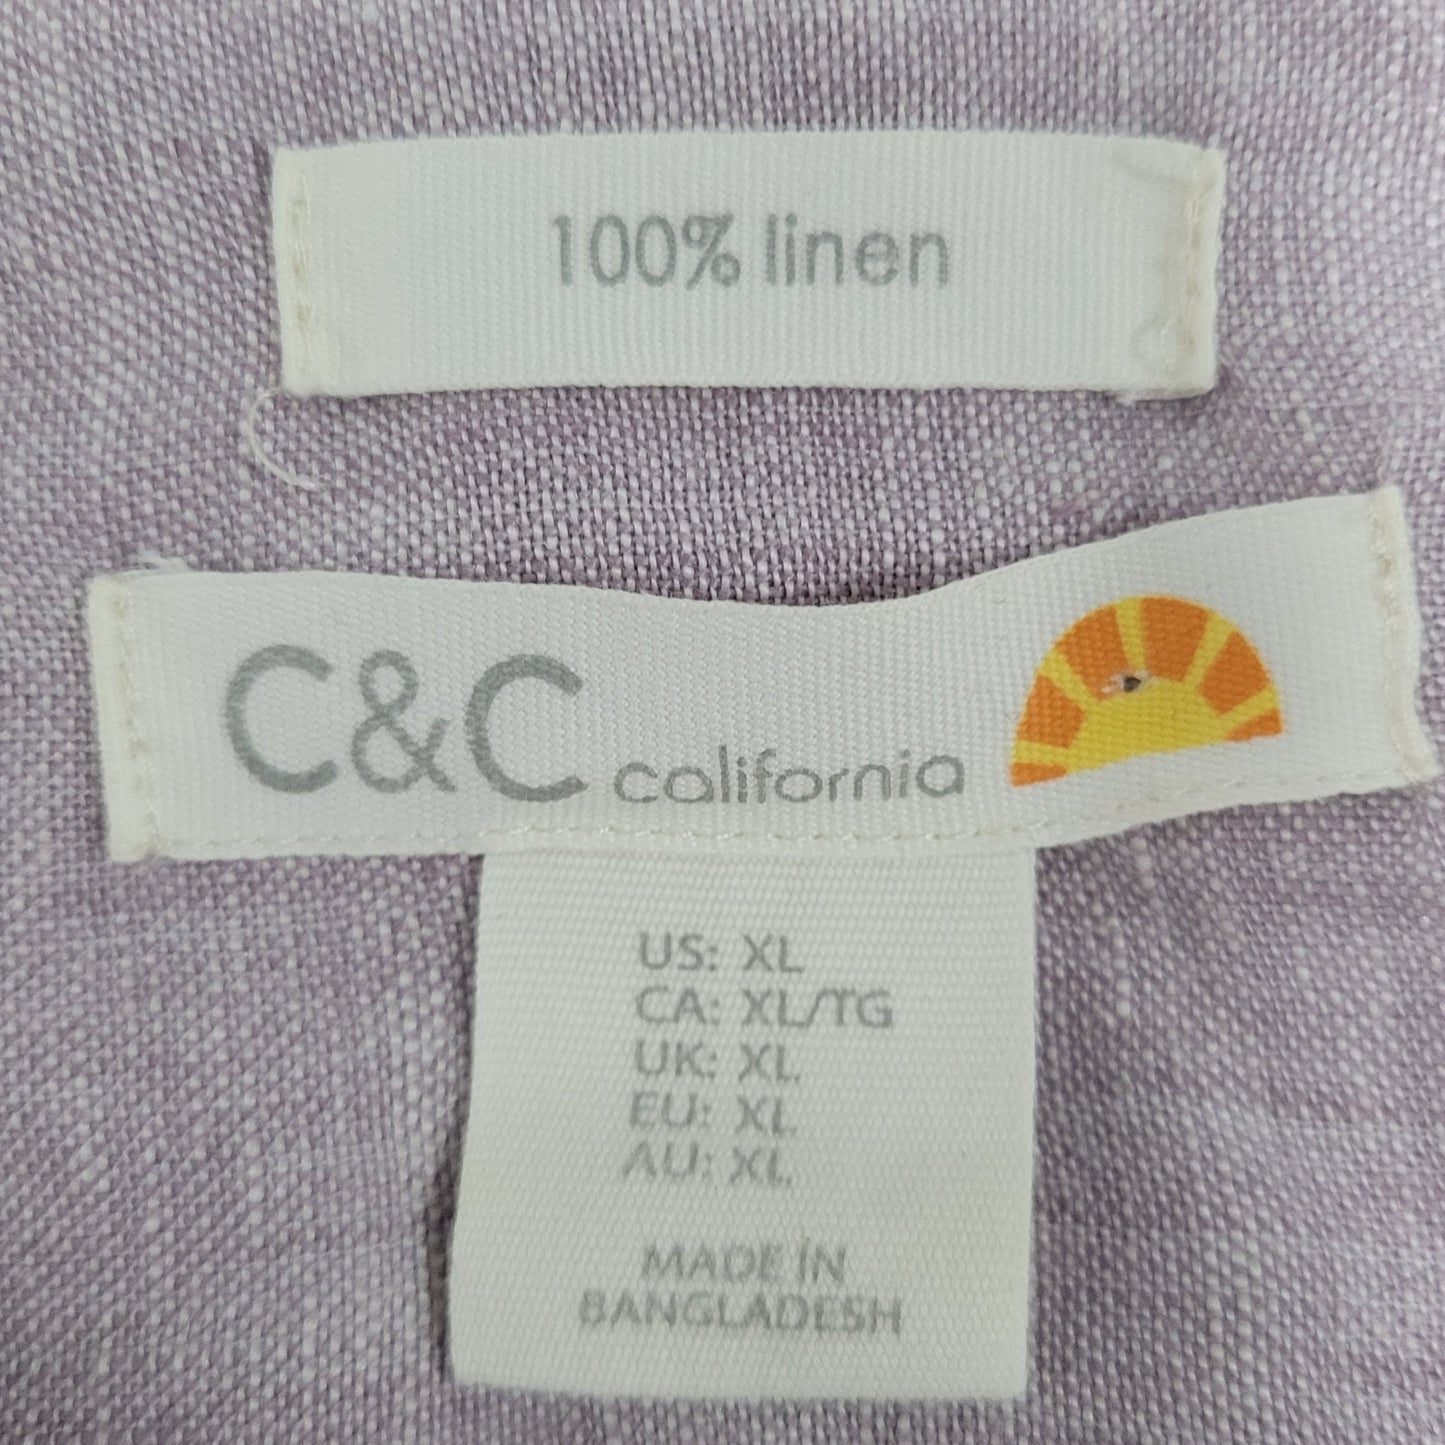 100% linen
C&C california
US: XL
CA: XL/TG
UK: XL
EU: XL
AU: XL
MADE IN
BANGLADESH